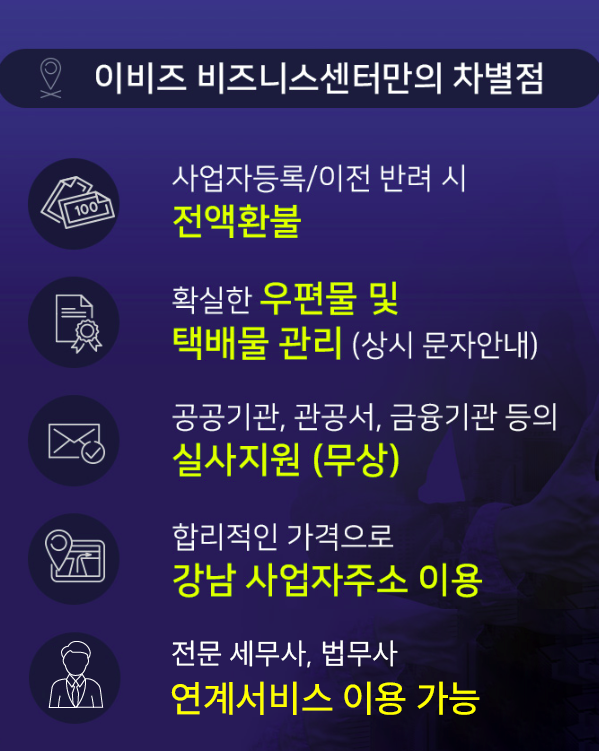 이비즈 비즈니스센터만의 차별점
사업자등록/이전 반려 시
전액환불
100
확실한 우편물 및
택배물 관리 (상시 문자안내)
공공기관, 관공서, 금융기관 등의
실사지원 (무상)
합리적인 가격으로
강남 사업자주소 이용
전문 세무사, 법무사
연계서비스 이용 가능